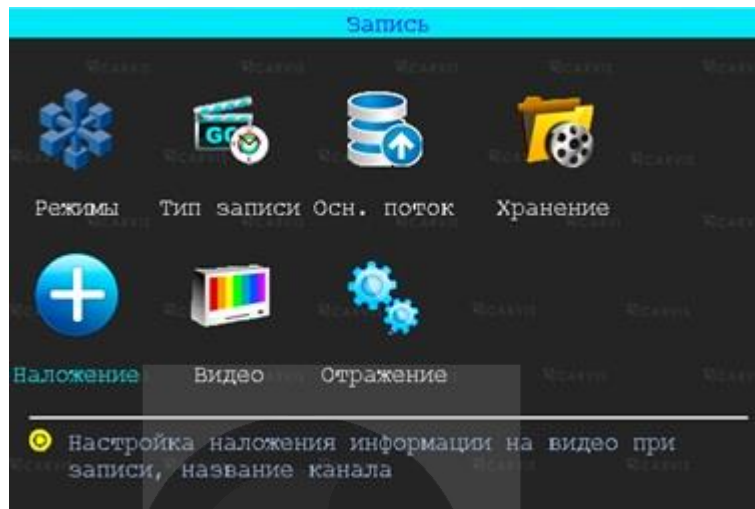 Запись
Режимы
Тип записи
Осн. поток
Хранение
Наложение
Видео
Отражение
Настройка наложения информации на видео при
записи, название канала